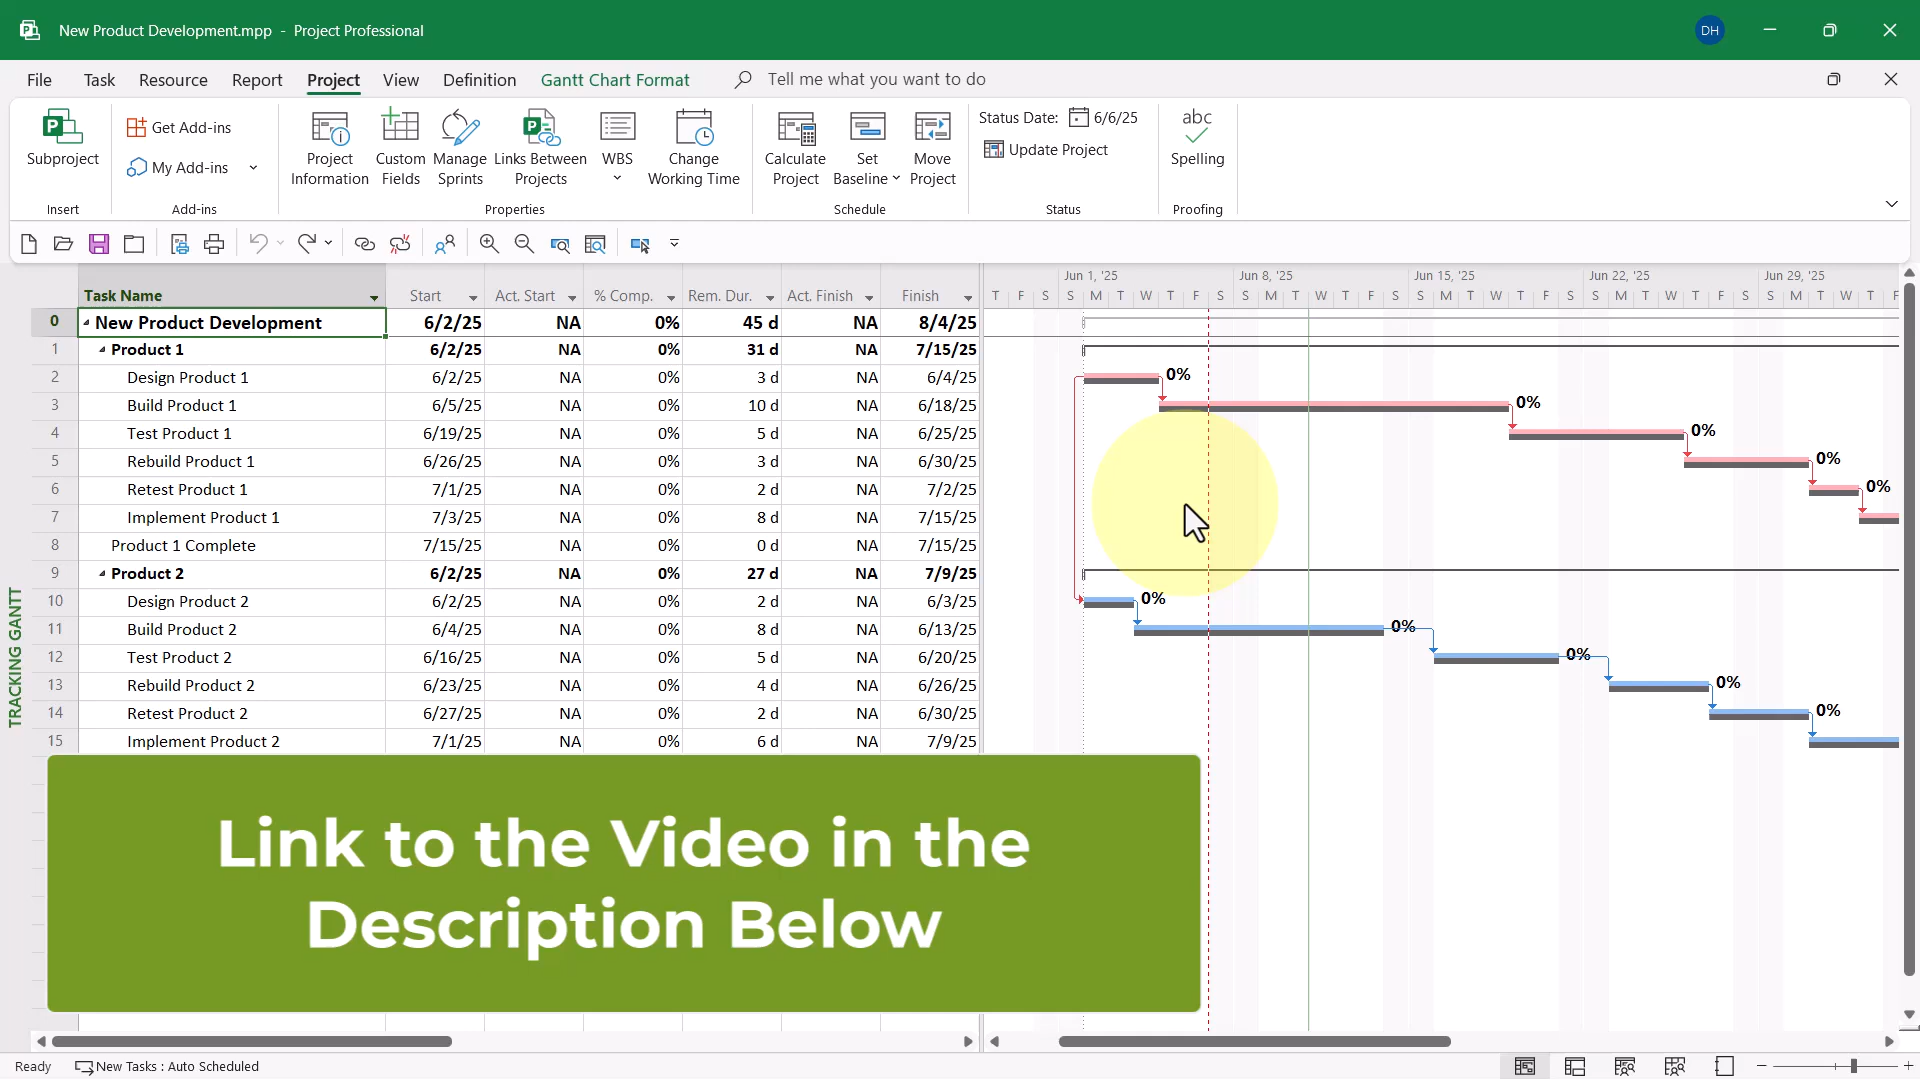 New Product Development.mpp - Project Professional
DH
File Task Resource Report Project View Definition Gantt Chart Format Tell me what you want to do
Subproject
Insert
Get Add-ins
My Add-ins
Add-ins
Project Information
Custom Fields
Manage Sprints
Links Between Projects
WBS
Change Working Time
Properties
Calculate Project
Set Baseline
Move Project
Schedule
Status Date: 6/6/25
Update Project
Status
abc
Spelling
Proofing
Jun 1, '25 Jun 8, '25 Jun 15, '25 Jun 22, '25 Jun 29, '25
Task Name Start Act. Start % Comp. Rem. Dur. Act. Finish Finish
T F S S M T W T F S S M T W T F S S M T W T F S S M T W T F S S M T W T F
0 New Product Development 6/2/25 NA 0% 45 d NA 8/4/25
1 Product 1 6/2/25 NA 0% 31 d NA 7/15/25
2 Design Product 1 6/2/25 NA 0% 3 d NA 6/4/25 0%
3 Build Product 1 6/5/25 NA 0% 10 d NA 6/18/25 0%
4 Test Product 1 6/19/25 NA 0% 5 d NA 6/25/25 0%
5 Rebuild Product 1 6/26/25 NA 0% 3 d NA 6/30/25 0%
6 Retest Product 1 7/1/25 NA 0% 2 d NA 7/2/25 0%
7 Implement Product 1 7/3/25 NA 0% 8 d NA 7/15/25
8 Product 1 Complete 7/15/25 NA 0% 0 d NA 7/15/25
9 Product 2 6/2/25 NA 0% 27 d NA 7/9/25
10 Design Product 2 6/2/25 NA 0% 2 d NA 6/3/25 0%
11 Build Product 2 6/4/25 NA 0% 8 d NA 6/13/25 0%
12 Test Product 2 6/16/25 NA 0% 5 d NA 6/20/25 0%
13 Rebuild Product 2 6/23/25 NA 0% 4 d NA 6/26/25 0%
14 Retest Product 2 6/27/25 NA 0% 2 d NA 6/30/25 0%
15 Implement Product 2 7/1/25 NA 0% 6 d NA 7/9/25
TRACKING GANTT
Link to the Video in the
Description Below
Ready New Tasks : Auto Scheduled